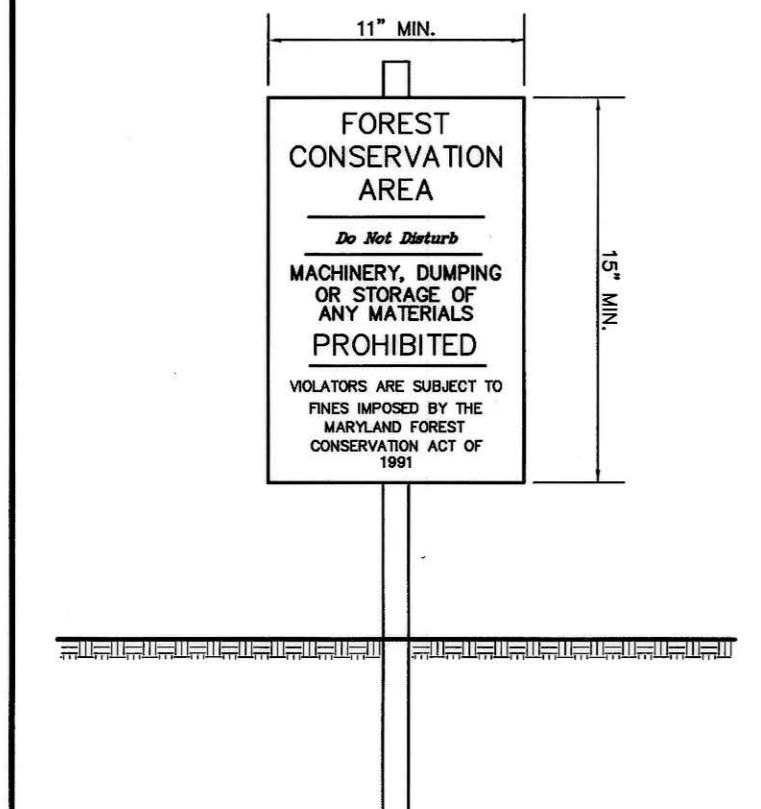 11" MIN.
FOREST
CONSERVATION
AREA
Do Not Disturb
MACHINERY, DUMPING
OR STORAGE OF
ANY MATERIALS
PROHIBITED
VIOLATORS ARE SUBJECT TO
FINES IMPOSED BY THE
MARYLAND FOREST
CONSERVATION ACT OF
1991
15" MIN.